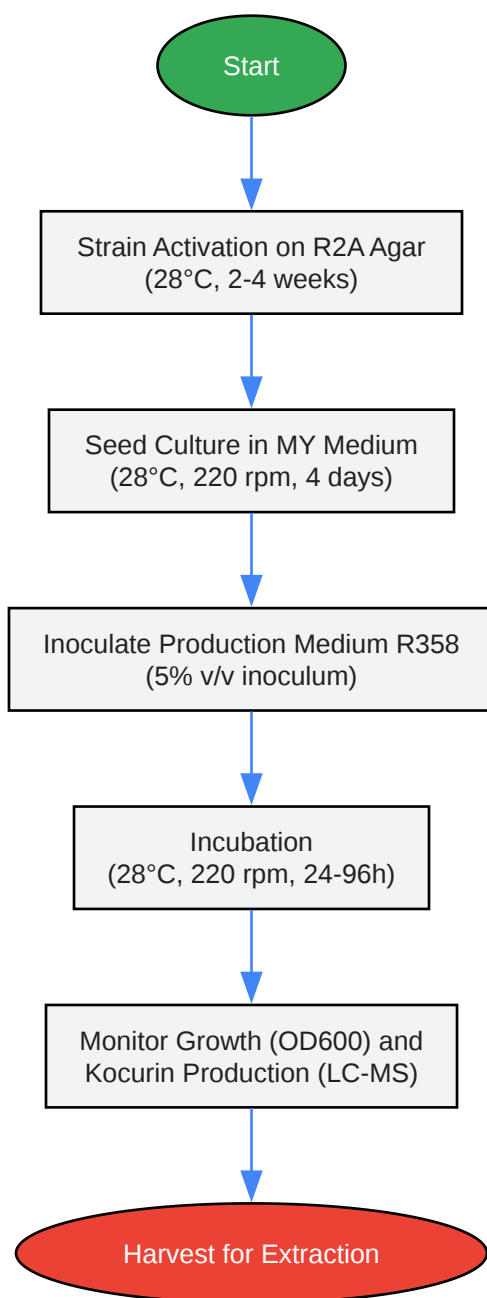 Start
Strain Activation on R2A Agar
(28°C, 2-4 weeks)
Seed Culture in MY Medium
(28°C, 220 rpm, 4 days)
Inoculate Production Medium R358
(5% v/v inoculum)
Incubation
(28°C, 220 rpm, 24-96h)
Monitor Growth (OD600) and
Kocurin Production (LC-MS)
Harvest for Extraction